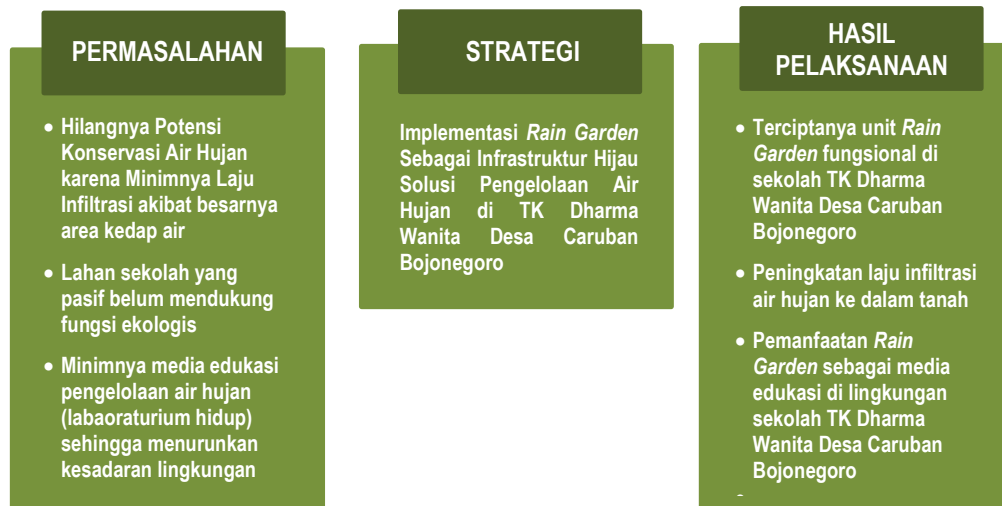 PERMASALAHAN
• Hilangnya Potensi
Konservasi Air Hujan
karena Minimnya Laju
Infiltrasi akibat besarnya
area kedap air
• Lahan sekolah yang
pasif belum mendukung
fungsi ekologis
• Minimnya media edukasi
pengelolaan air hujan
(labaoraturium hidup)
sehingga menurunkan
kesadaran lingkungan
STRATEGI
Implementasi Rain Garden
Sebagai Infrastruktur Hijau
Solusi Pengelolaan Air
Hujan di TK Dharma
Wanita Desa Caruban
Bojonegoro
HASIL
PELAKSANAAN
• Terciptanya unit Rain
Garden fungsional di
sekolah TK Dharma
Wanita Desa Caruban
Bojonegoro
• Peningkatan laju infiltrasi
air hujan ke dalam tanah
• Pemanfaatan Rain
Garden sebagai media
edukasi di lingkungan
sekolah TK Dharma
Wanita Desa Caruban
Bojonegoro